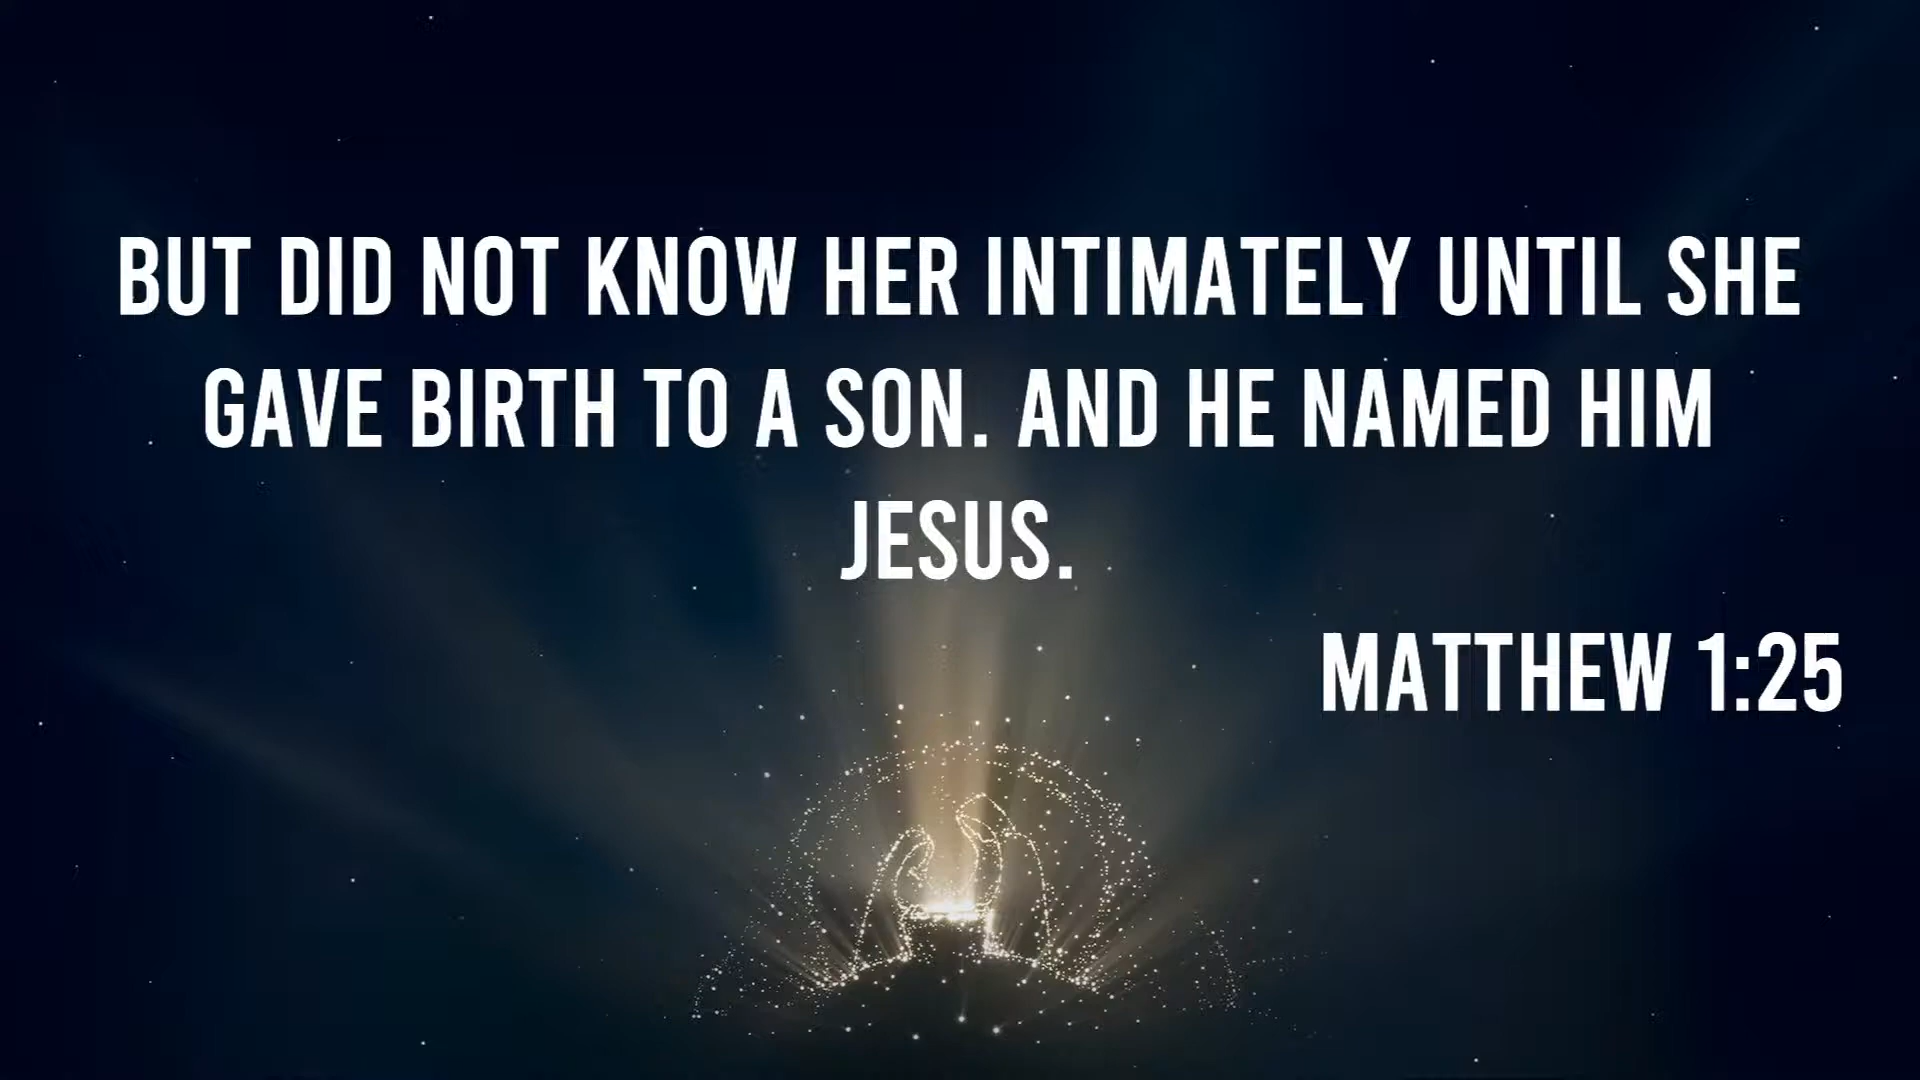 BUT DID NOT KNOW HER INTIMATELY UNTIL SHE
GAVE BIRTH TO A SON. AND HE NAMED HIM
JESUS.
MATTHEW 1:25